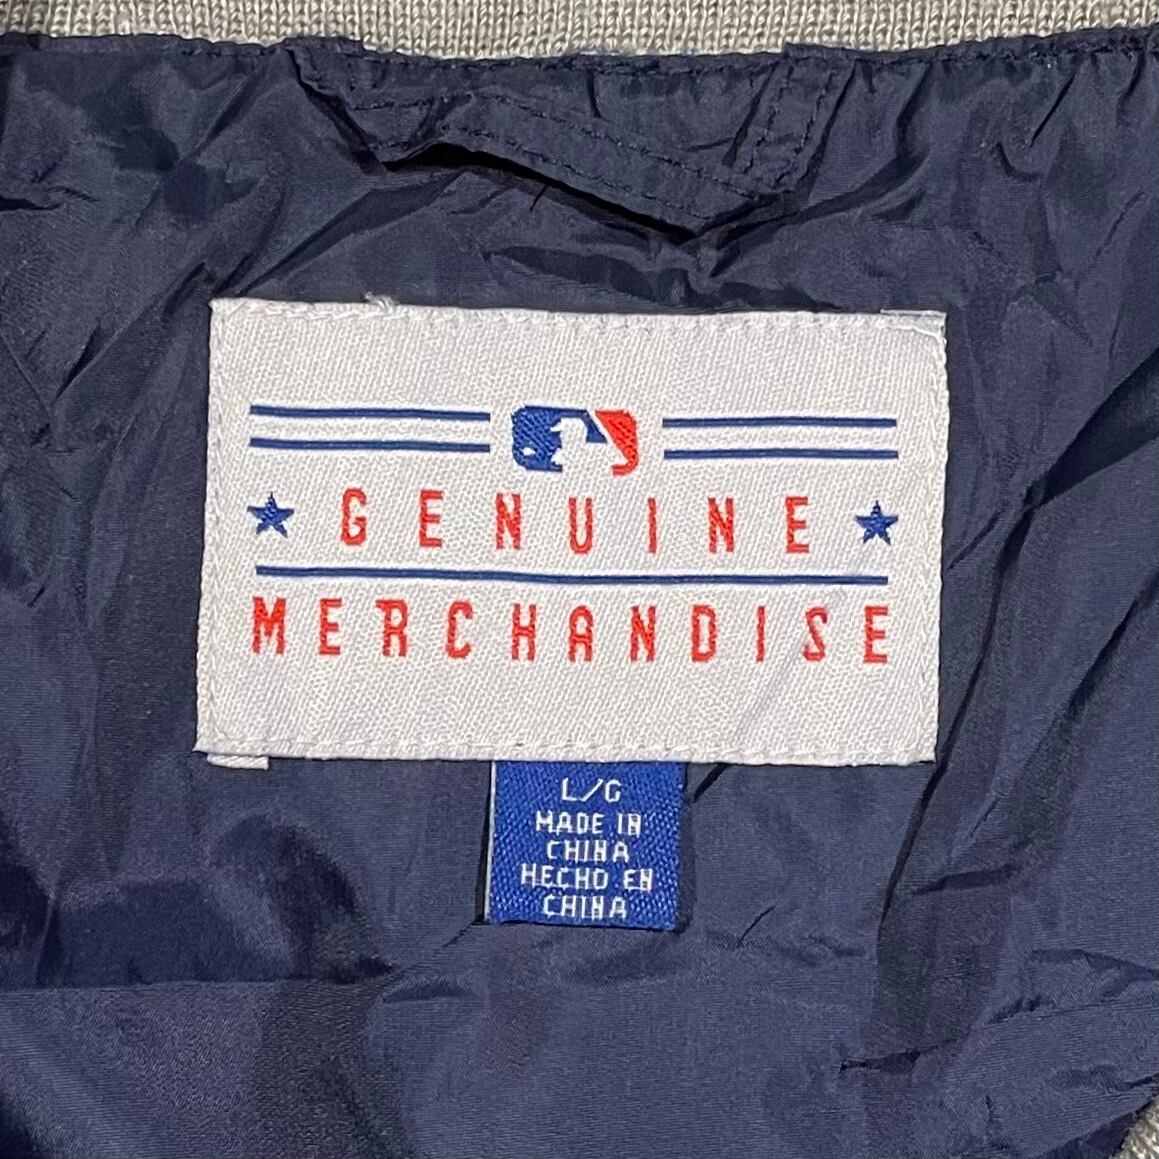 GENUINE
MERCHANDISE
L/G
MADE IN
CHINA
HECHO EN
CHINA